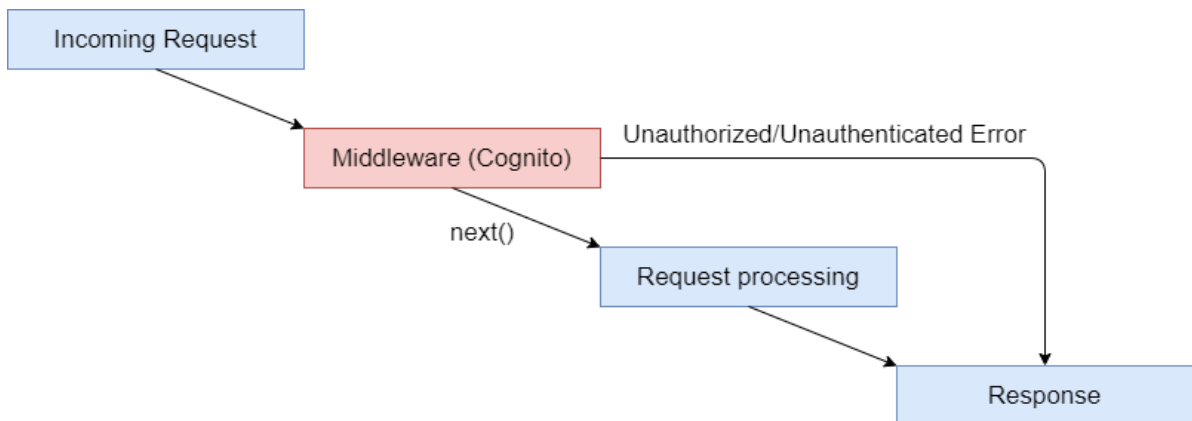 Incoming Request
Unauthorized/Unauthenticated Error
Middleware (Cognito)
next()
Request processing
Response